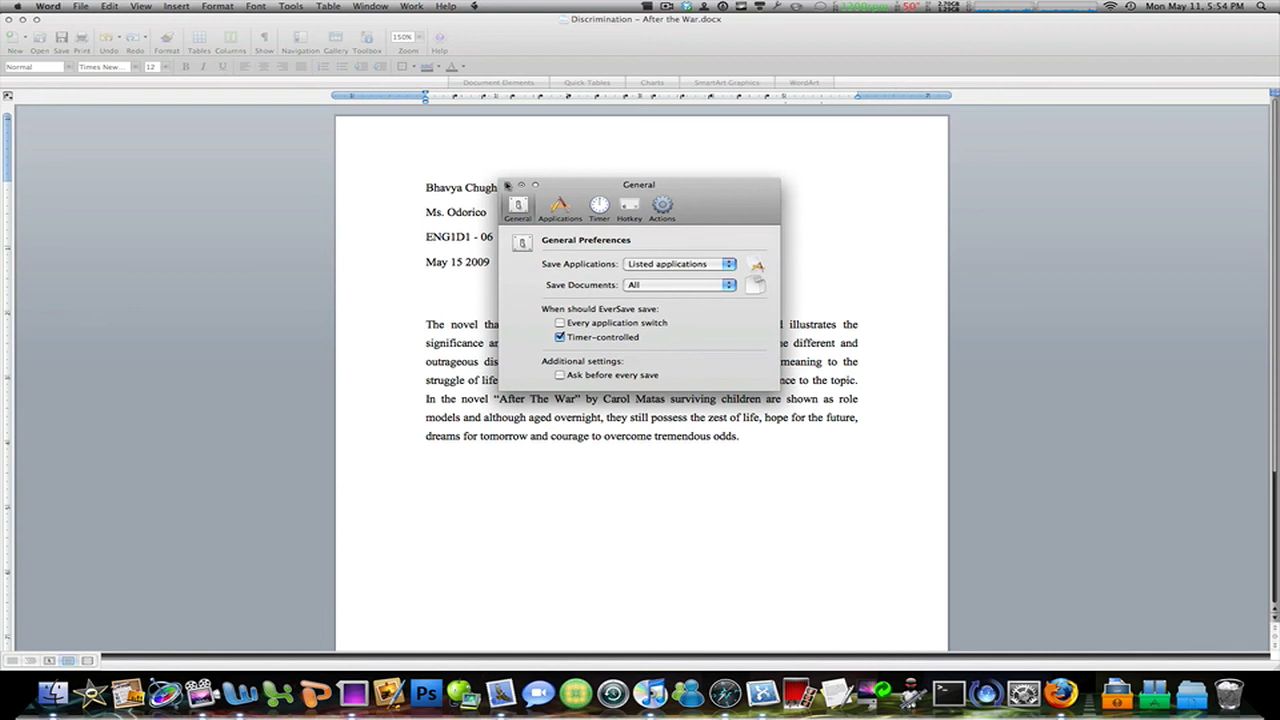 Word File Edit View Insert Format Font Tools Table Window Work Help
1200rpm 50° Mon May 11, 5:54 PM
Discrimination – After the War.docx
150%
New Open Save Print Undo Redo Format Tables Columns Show Navigation Gallery Toolbox Zoom Help
Normal Times New... 12 B I U
Document Elements Quick Tables Charts SmartArt Graphics WordArt
Bhavya Chugh
Ms. Odorico
ENG1D1 - 06
May 15 2009
General
General Applications Timer Hotkey Actions
General Preferences
Save Applications: Listed applications
Save Documents: All
When should EverSave save:
Every application switch
Timer-controlled
Additional settings:
Ask before every save
The novel illustrates the
significance different and
outrageous meaning to the
struggle of to the topic.
In the novel “After The War” by Carol Matas surviving children are shown as role
models and although aged overnight, they still possess the zest of life, hope for the future,
dreams for tomorrow and courage to overcome tremendous odds.
Ps